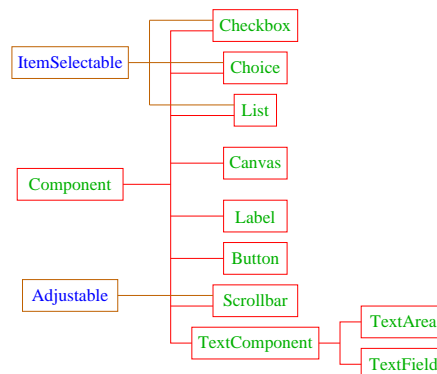 Checkbox
ItemSelectable
Choice
List
Canvas
Component
Label
Button
Adjustable
Scrollbar
TextArea
TextComponent
TextField